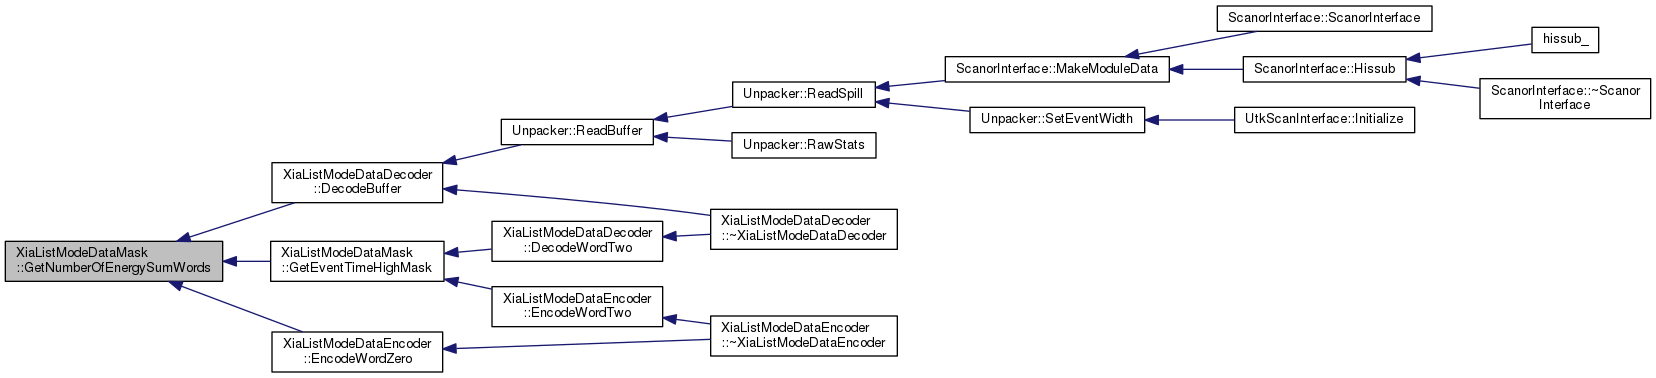 XiaListModeDataMask
::GetNumberOfEnergySumWords
XiaListModeDataDecoder
::DecodeBuffer
XiaListModeDataMask
::GetEventTimeHighMask
XiaListModeDataEncoder
::EncodeWordZero
Unpacker::ReadBuffer
XiaListModeDataDecoder
::DecodeWordTwo
XiaListModeDataEncoder
::EncodeWordTwo
Unpacker::ReadSpill
Unpacker::RawStats
XiaListModeDataDecoder
::~XiaListModeDataDecoder
XiaListModeDataEncoder
::~XiaListModeDataEncoder
ScanorInterface::MakeModuleData
Unpacker::SetEventWidth
ScanorInterface::ScanorInterface
ScanorInterface::Hissub
UtkScanInterface::Initialize
hissub_
ScanorInterface::~Scanor
Interface